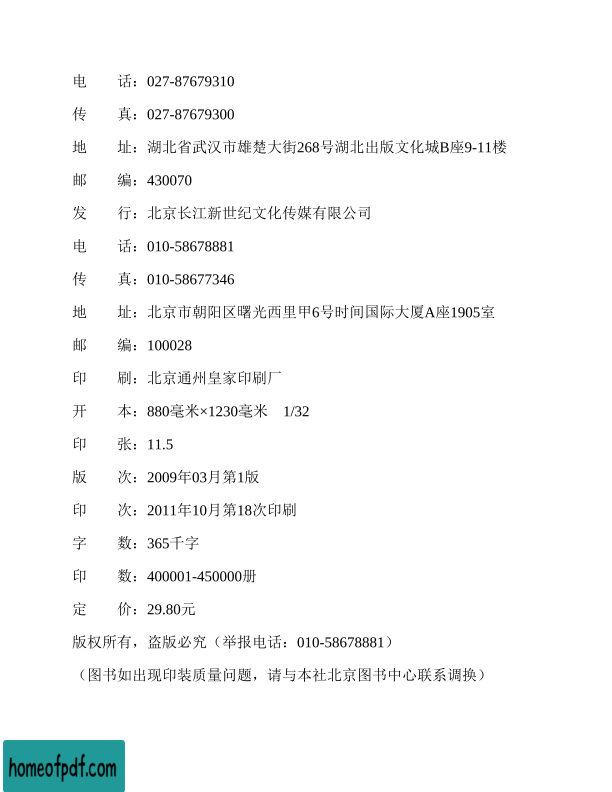 电　　话：027-87679310
传　　真：027-87679300
地　　址：湖北省武汉市雄楚大街268号湖北出版文化城B座9-11楼
邮　　编：430070
发　　行：北京长江新世纪文化传媒有限公司
电　　话：010-58678881
传　　真：010-58677346
地　　址：北京市朝阳区曙光西里甲6号时间国际大厦A座1905室
邮　　编：100028
印　　刷：北京通州皇家印刷厂
开　　本：880毫米×1230毫米　1/32
印　　张：11.5
版　　次：2009年03月第1版
印　　次：2011年10月第18次印刷
字　　数：365千字
印　　数：400001-450000册
定　　价：29.80元
版权所有，盗版必究（举报电话：010-58678881）
（图书如出现印装质量问题，请与本社北京图书中心联系调换）
homeofpdf.com